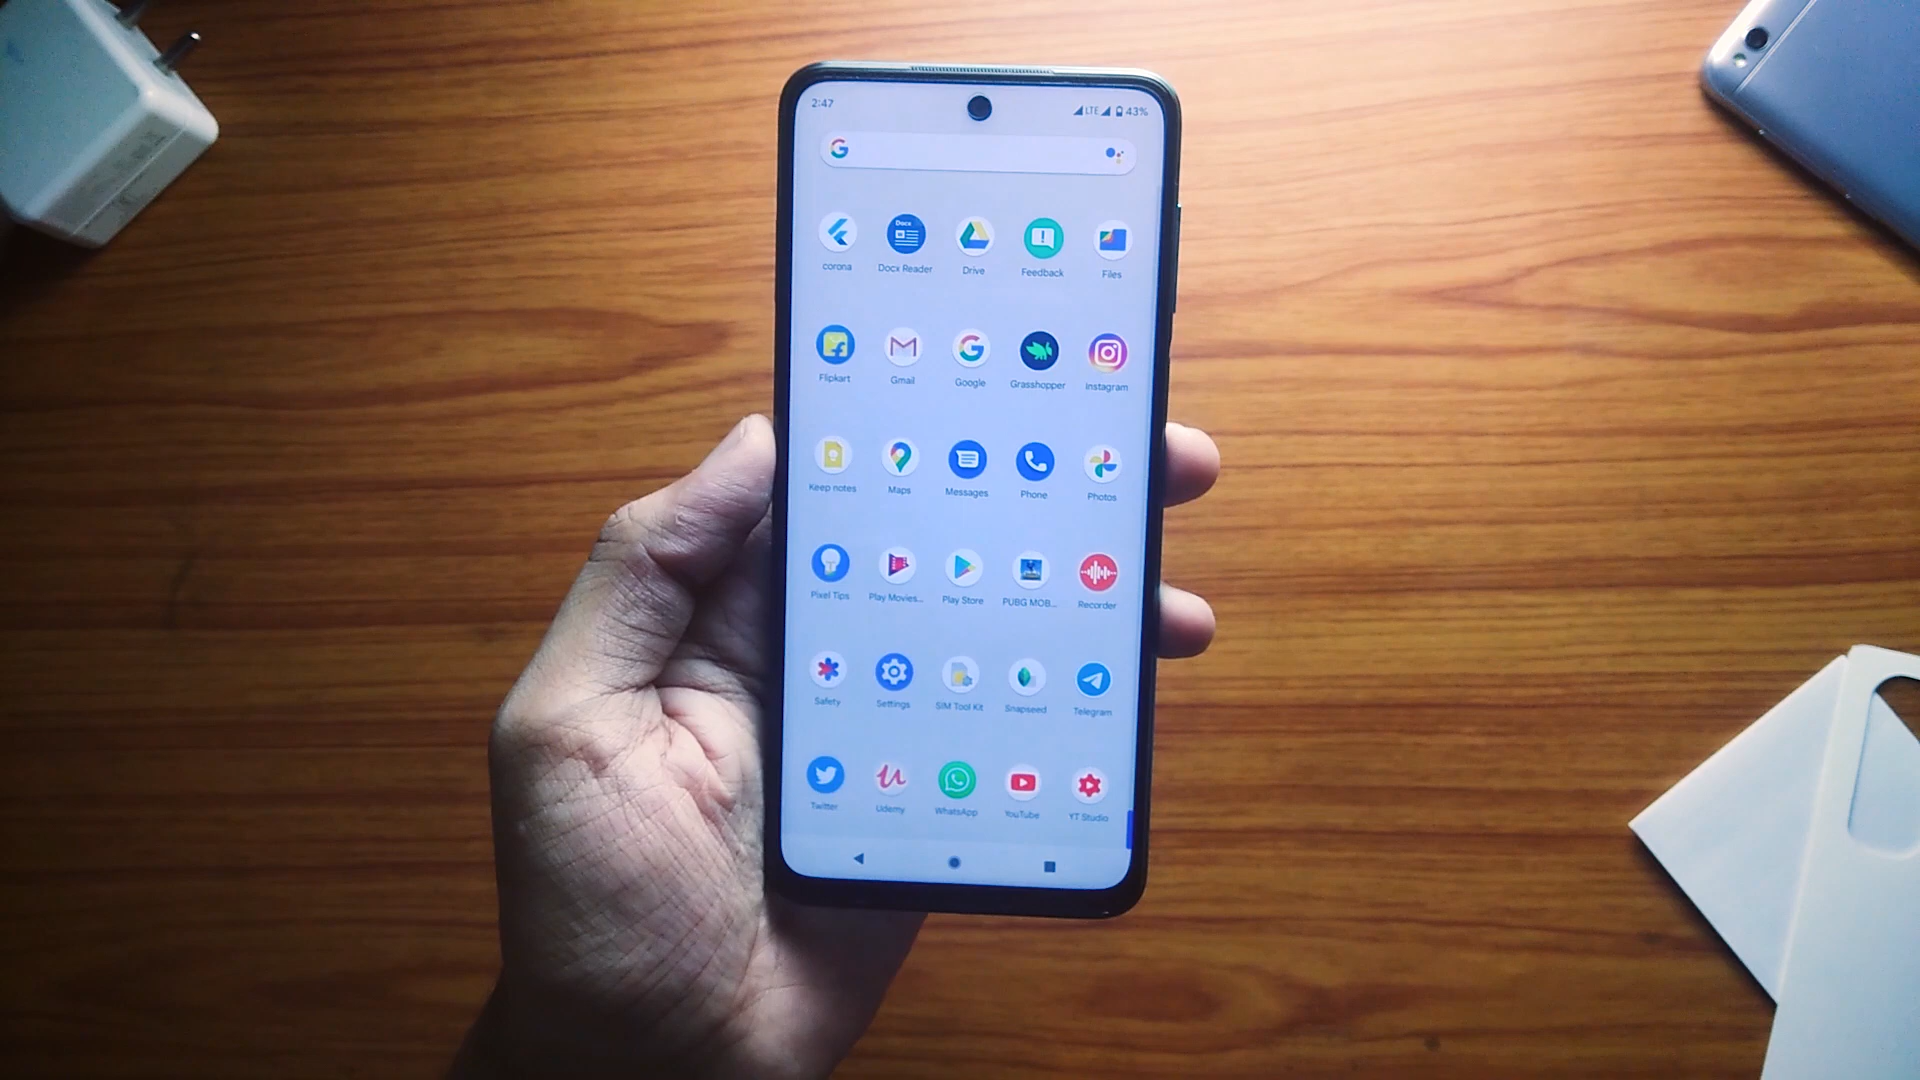 2:47 LTE 43%
corona Docx Reader Drive Feedback Files
Flipkart Gmail Google Grasshopper Instagram
Keep notes Maps Messages Phone Photos
Pixel Tips Play Movies... Play Store PUBG MOB... Recorder
Safety Settings SIM Tool Kit Snapseed Telegram
Twitter Udemy WhatsApp YouTube YT Studio